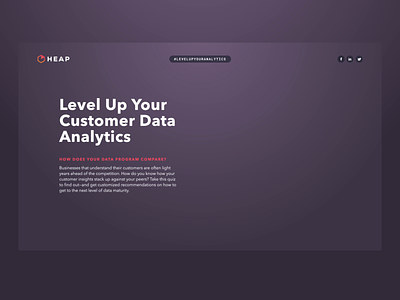 HEAP
#LEVELUPYOURANALYTICS
Level Up Your
Customer Data
Analytics
HOW DOES YOUR DATA PROGRAM COMPARE?
Businesses that understand their customers are often light
years ahead of the competition. How do you know how your
customer insights stack up against your peers? Take this quiz
to find out—and get customized recommendations on how to
get to the next level of data maturity.